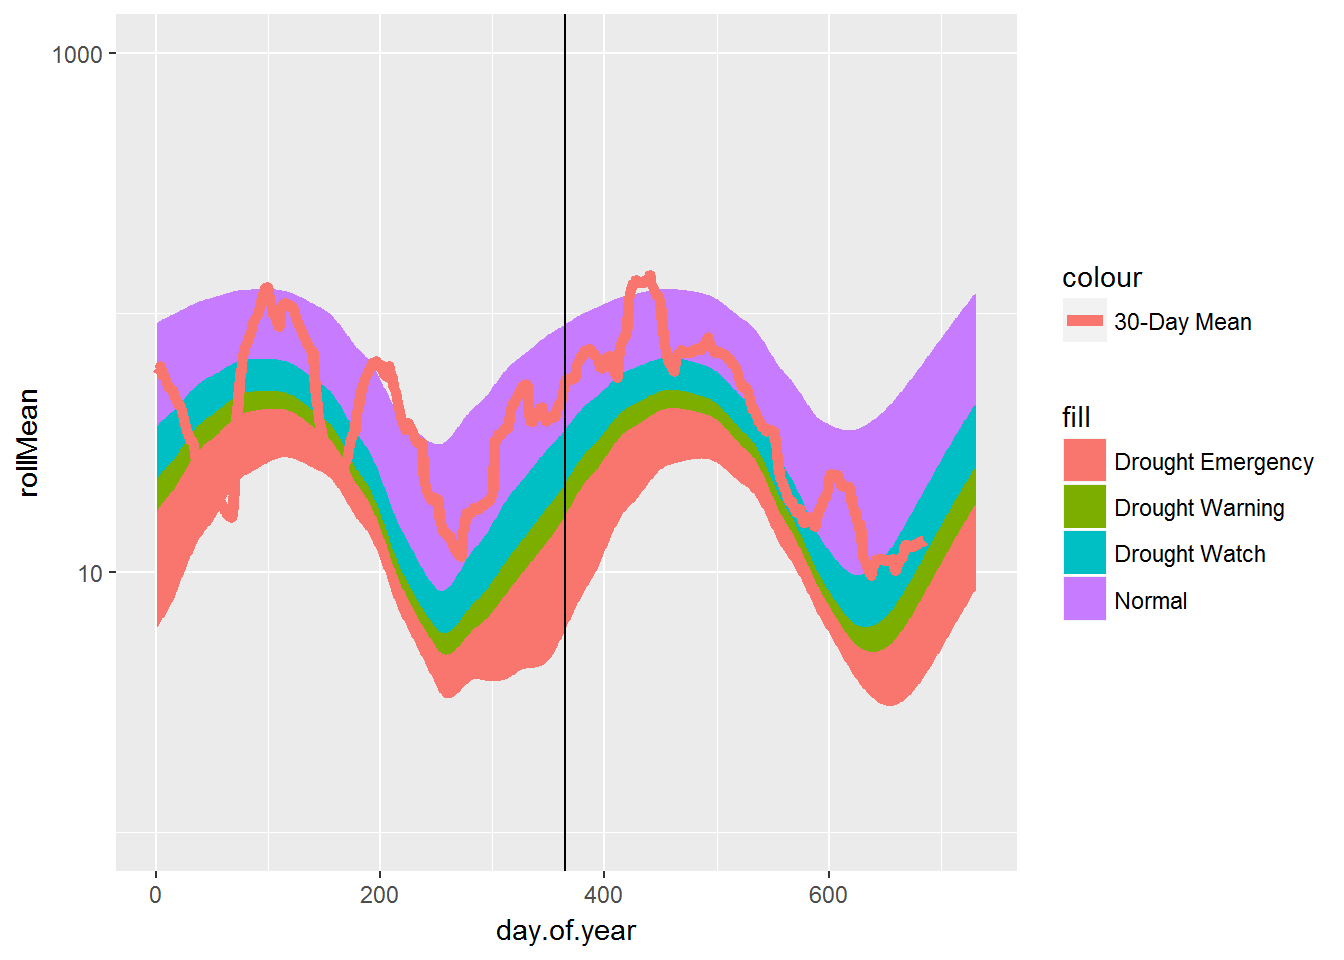 rollMean
1000
10
0
200
400
600
day.of.year
colour
30-Day Mean
fill
Drought Emergency
Drought Warning
Drought Watch
Normal